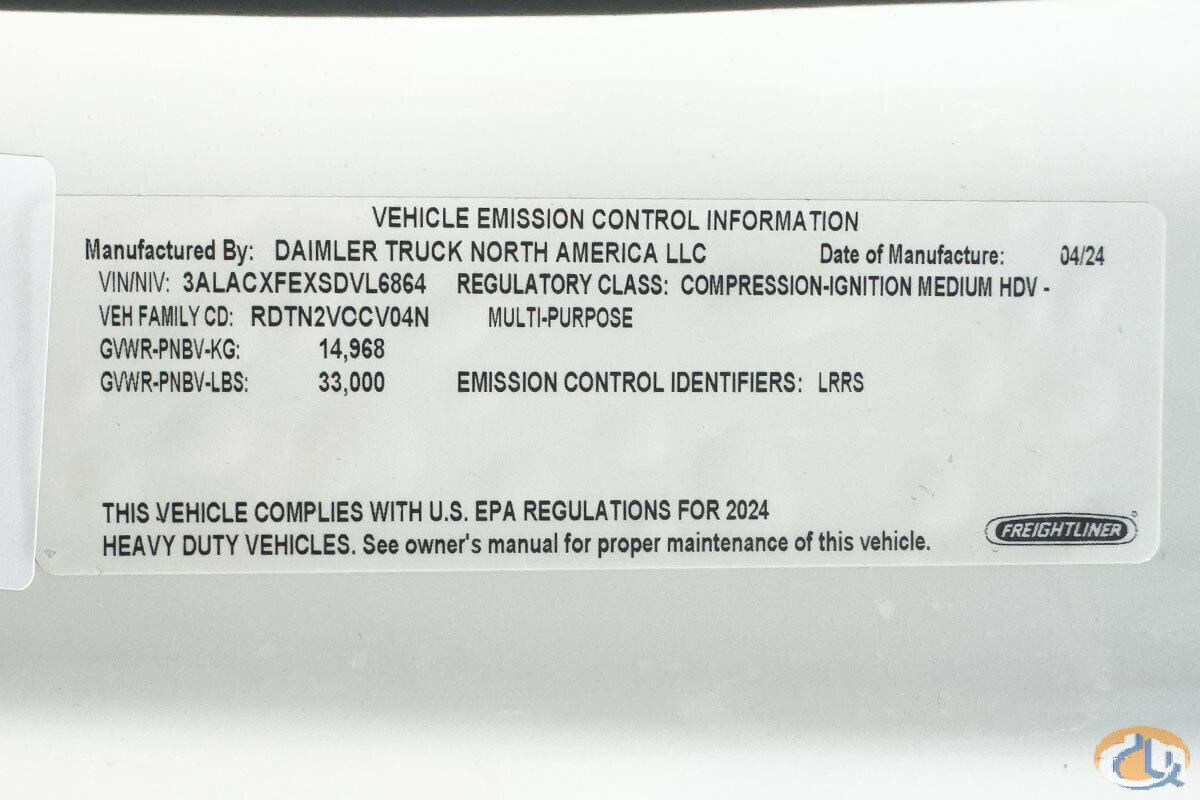 VEHICLE EMISSION CONTROL INFORMATION
Manufactured By: DAIMLER TRUCK NORTH AMERICA LLC Date of Manufacture: 04/24
VIN/NIV: 3ALACXFEXSDVL6864 REGULATORY CLASS: COMPRESSION-IGNITION MEDIUM HDV -
VEH FAMILY CD: RDTN2VCCV04N MULTI-PURPOSE
GVWR-PNBV-KG: 14,968
GVWR-PNBV-LBS: 33,000 EMISSION CONTROL IDENTIFIERS: LRRS
THIS VEHICLE COMPLIES WITH U.S. EPA REGULATIONS FOR 2024
HEAVY DUTY VEHICLES. See owner's manual for proper maintenance of this vehicle.
FREIGHTLINER